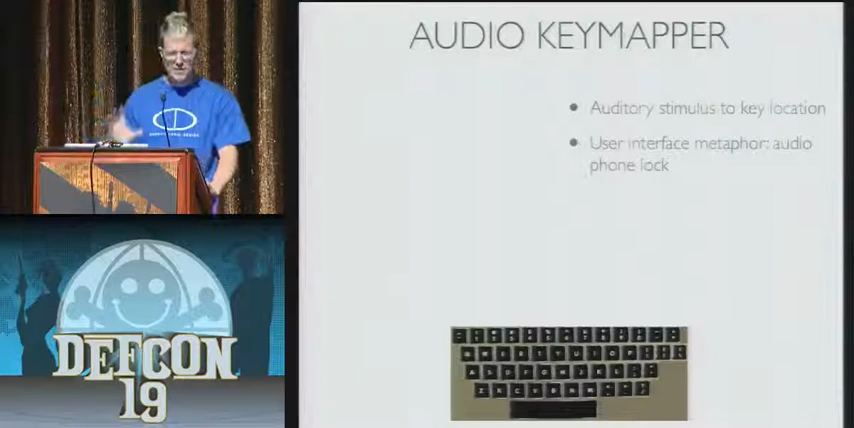 AUDIO KEYMAPPER
Auditory stimulus to key location
User interface metaphor: audio
phone lock
DEFCON
19